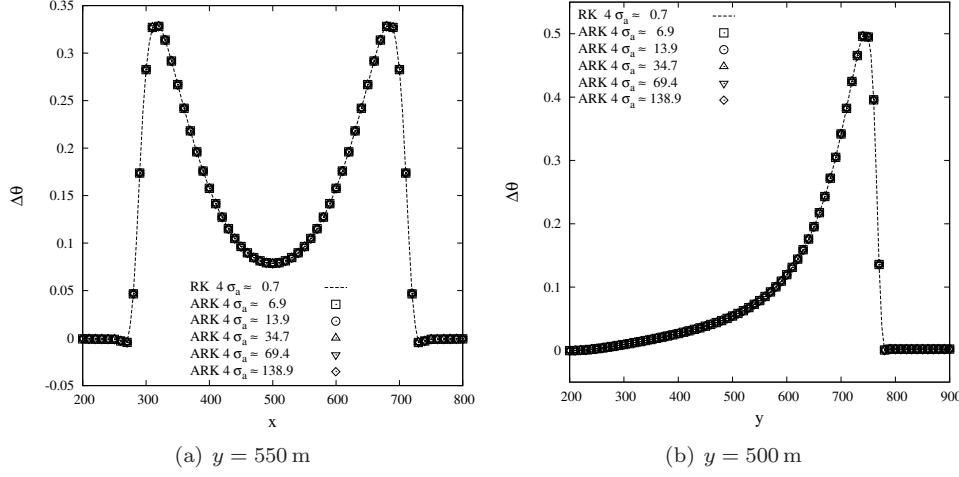 0.35
0.3
0.25
0.2
0.15
0.1
0.05
0
-0.05
Δθ
RK 4 σa ≈ 0.7
ARK 4 σa ≈ 6.9
ARK 4 σa ≈ 13.9
ARK 4 σa ≈ 34.7
ARK 4 σa ≈ 69.4
ARK 4 σa ≈ 138.9
200 300 400 500 600 700 800
x
(a) y = 550 m
RK 4 σa ≈ 0.7
ARK 4 σa ≈ 6.9
ARK 4 σa ≈ 13.9
ARK 4 σa ≈ 34.7
ARK 4 σa ≈ 69.4
ARK 4 σa ≈ 138.9
0.5
0.4
0.3
0.2
0.1
0
Δθ
200 300 400 500 600 700 800 900
y
(b) y = 500 m